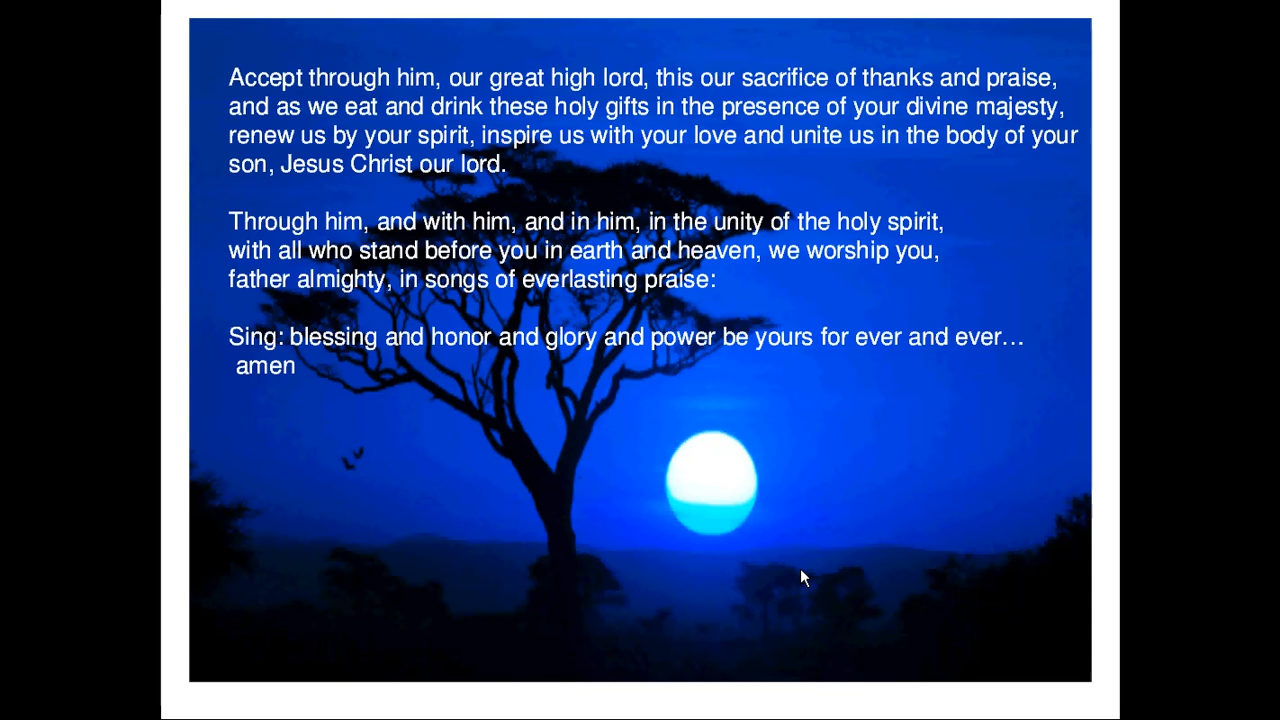 Accept through him, our great high lord, this our sacrifice of thanks and praise,
and as we eat and drink these holy gifts in the presence of your divine majesty,
renew us by your spirit, inspire us with your love and unite us in the body of your
son, Jesus Christ our lord.
Through him, and with him, and in him, in the unity of the holy spirit,
with all who stand before you in earth and heaven, we worship you,
father almighty, in songs of everlasting praise:
Sing: blessing and honor and glory and power be yours for ever and ever…
amen